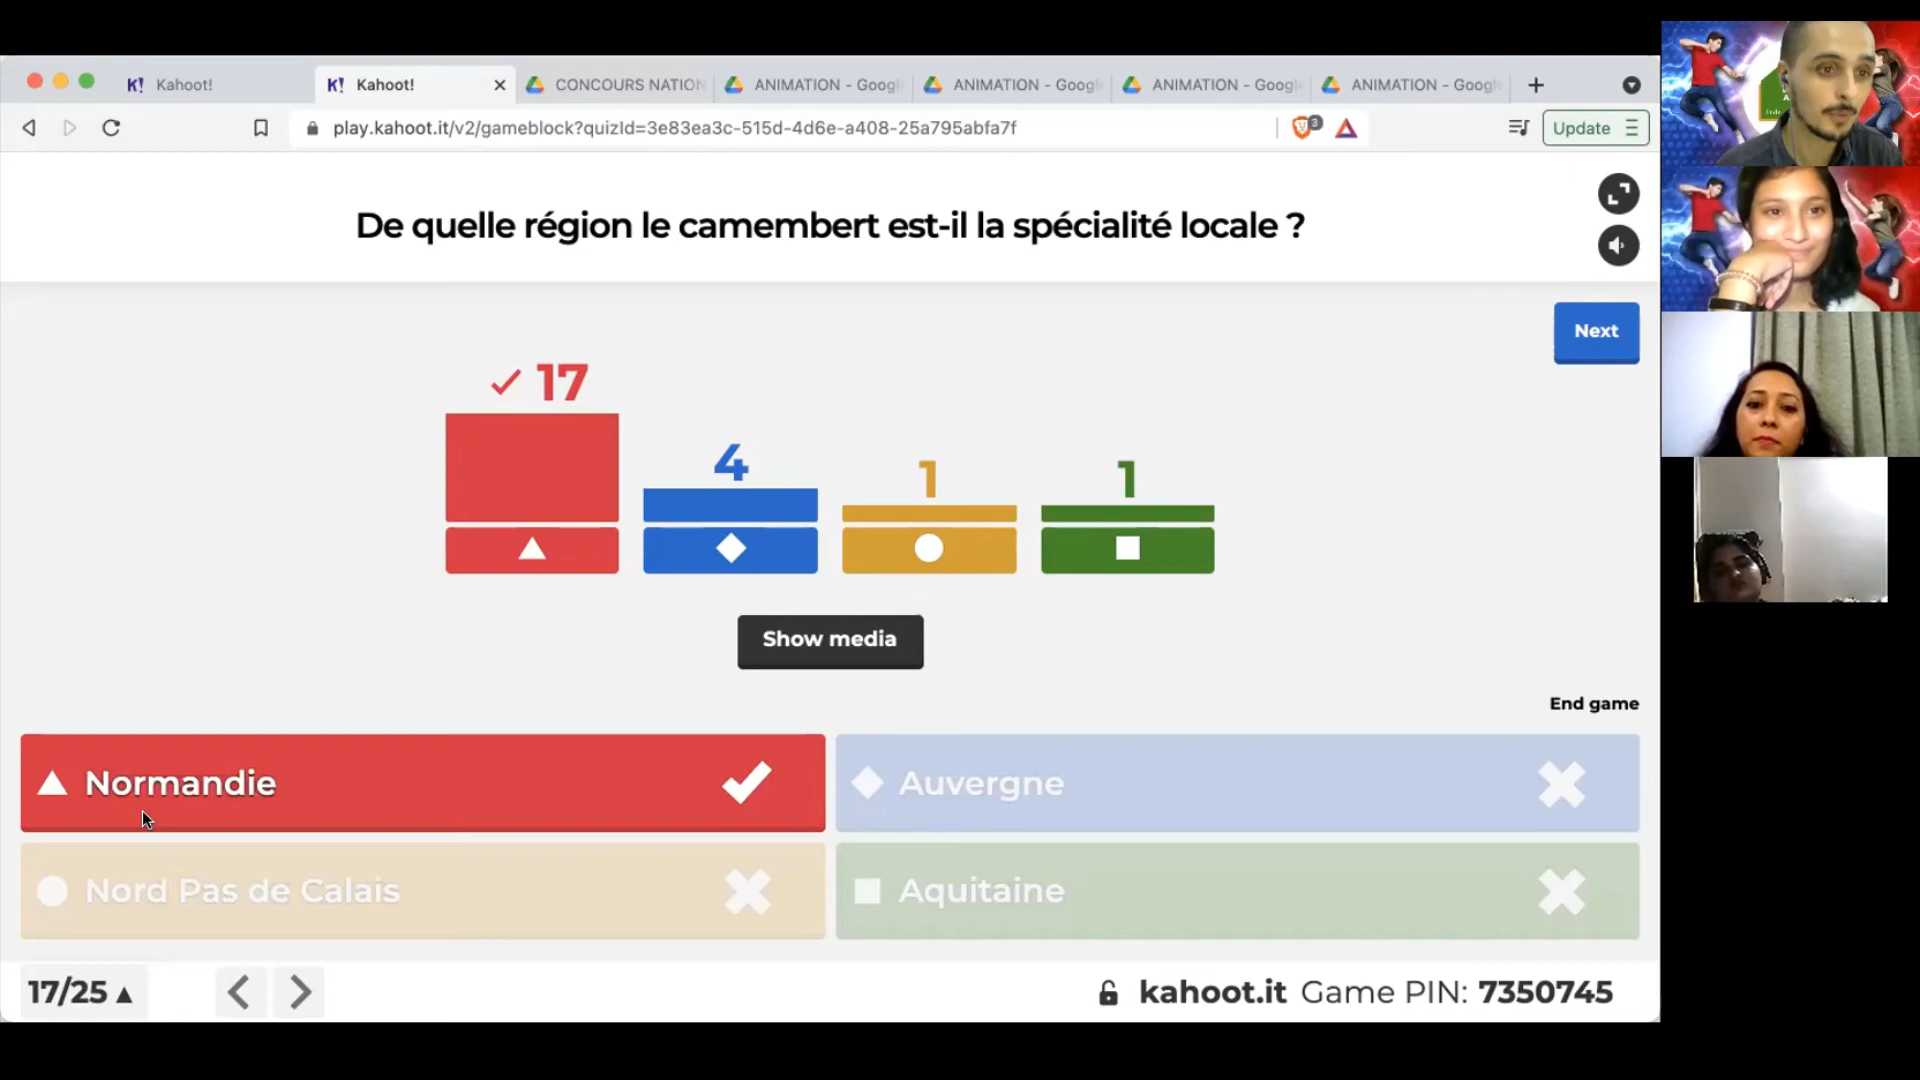 K! Kahoot!
K! Kahoot!
CONCOURS NATION
ANIMATION - Googl
ANIMATION - Googl
ANIMATION - Googl
ANIMATION - Googl
play.kahoot.it/v2/gameblock?quizId=3e83ea3c-515d-4d6e-a408-25a795abfa7f
3
Update
De quelle région le camembert est-il la spécialité locale ?
Next
17
4
1
1
Show media
End game
Normandie
Auvergne
Nord Pas de Calais
Aquitaine
17/25
kahoot.it Game PIN: 7350745